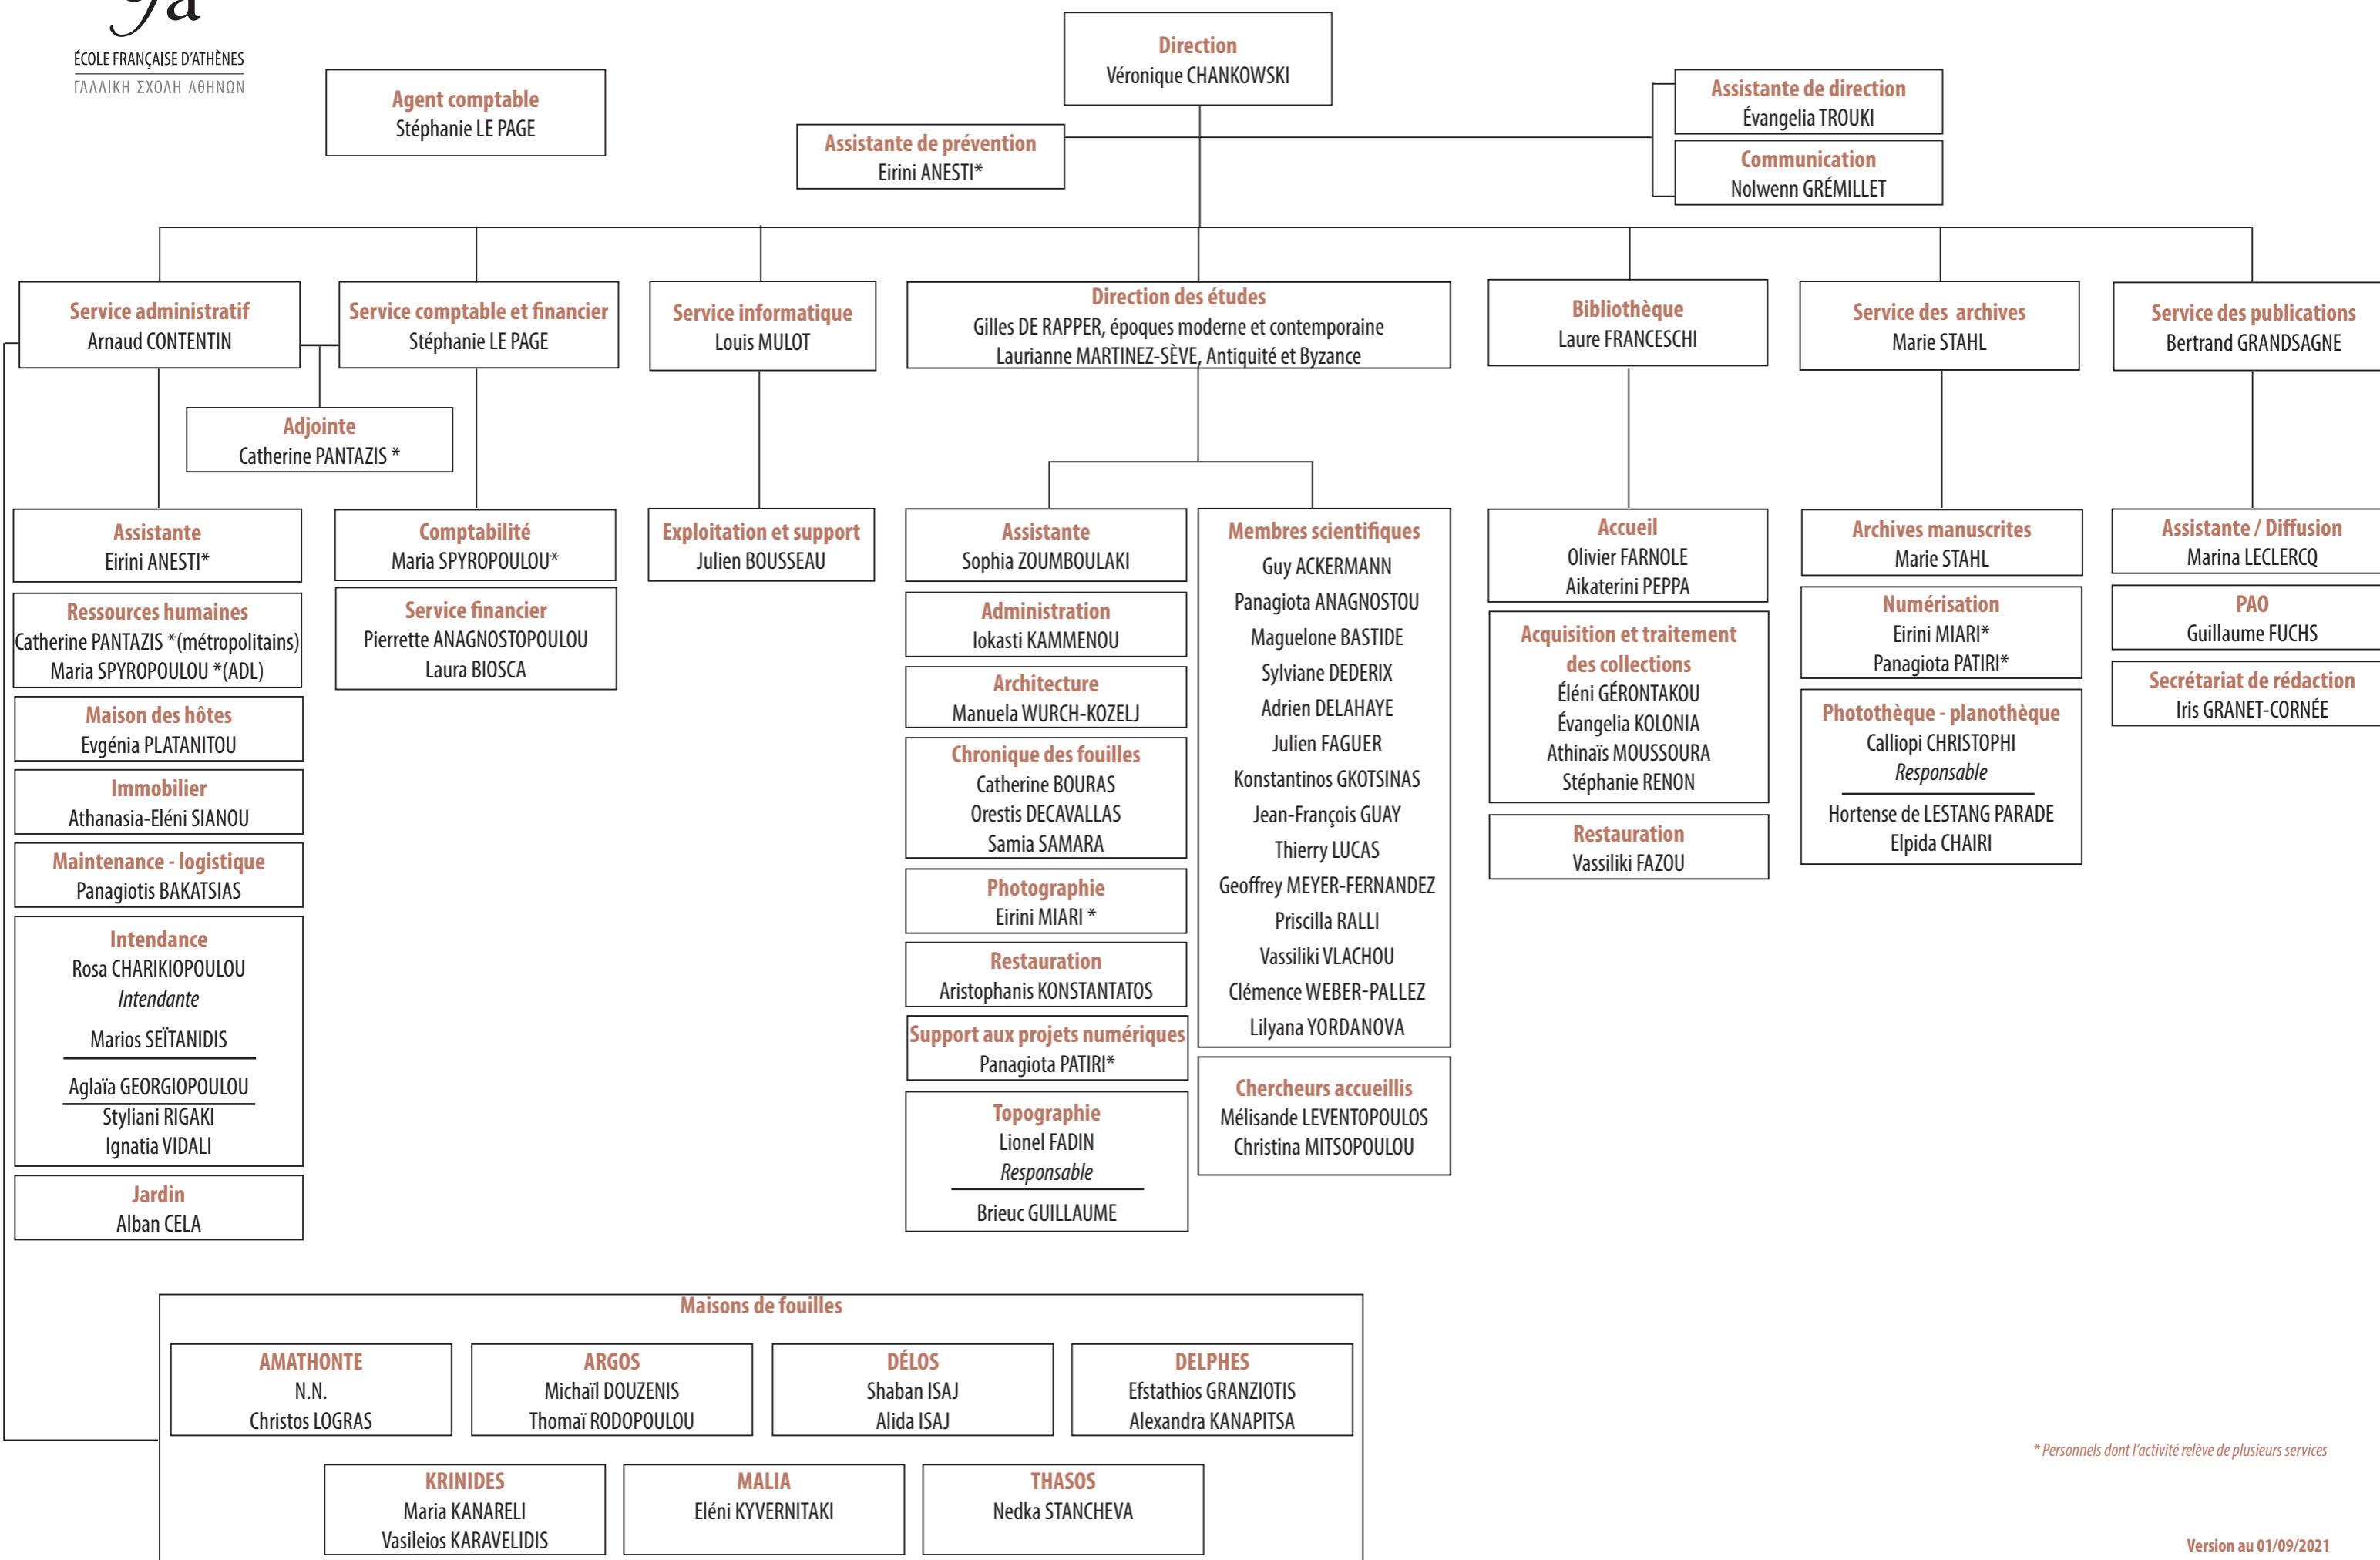 ÉCOLE FRANÇAISE D'ATHÈNES
ΓΑΛΛΙΚΗ ΣΧΟΛΗ ΑΘΗΝΩΝ
Agent comptable
Stéphanie LE PAGE
Direction
Véronique CHANKOWSKI
Assistante de prévention
Eirini ANESTI*
Assistante de direction
Évangelia TROUKI
Communication
Nolwenn GRÉMILLET
Service administratif
Arnaud CONTENTIN
Service comptable et financier
Stéphanie LE PAGE
Service informatique
Louis MULOT
Direction des études
Gilles DE RAPPER, époques moderne et contemporaine
Laurianne MARTINEZ-SÈVE, Antiquité et Byzance
Bibliothèque
Laure FRANCESCHI
Service des archives
Marie STAHL
Service des publications
Bertrand GRANDSAGNE
Adjointe
Catherine PANTAZIS *
Assistante
Eirini ANESTI*
Ressources humaines
Catherine PANTAZIS *(métropolitains)
Maria SPYROPOULOU *(ADL)
Maison des hôtes
Evgénia PLATANITOU
Immobilier
Athanasia-Eléni SIANOU
Maintenance - logistique
Panagiotis BAKATSIAS
Intendance
Rosa CHARIKIOPOULOU
Intendante
Marios SEÏTANIDIS
Aglaïa GEORGIOPOULOU
Styliani RIGAKI
Ignatia VIDALI
Jardin
Alban CELA
Comptabilité
Maria SPYROPOULOU*
Service financier
Pierrette ANAGNOSTOPOULOU
Laura BIOSCA
Exploitation et support
Julien BOUSSEAU
Assistante
Sophia ZOUMBOULAKI
Administration
Iokasti KAMMENOU
Architecture
Manuela WURCH-KOZELJ
Chronique des fouilles
Catherine BOURAS
Orestis DECAVALLAS
Samia SAMARA
Photographie
Eirini MIARI *
Restauration
Aristophanis KONSTANTATOS
Support aux projets numériques
Panagiota PATIRI*
Topographie
Lionel FADIN
Responsable
Brieuc GUILLAUME
Membres scientifiques
Guy ACKERMANN
Panagiota ANAGNOSTOU
Maguelone BASTIDE
Sylviane DEDERIX
Adrien DELAHAYE
Julien FAGUER
Konstantinos GKOTSINAS
Jean-François GUAY
Thierry LUCAS
Geoffrey MEYER-FERNANDEZ
Priscilla RALLI
Vassiliki VLACHOU
Clémence WEBER-PALLEZ
Lilyana YORDANOVA
Chercheurs accueillis
Mélisande LEVENTOPOULOS
Christina MITSOPOULOU
Accueil
Olivier FARNOLE
Aikaterini PEPPA
Acquisition et traitement
des collections
Éléni GÉRONTAKOU
Évangelia KOLONIA
Athinaïs MOUSSOURA
Stéphanie RENON
Restauration
Vassiliki FAZOU
Archives manuscrites
Marie STAHL
Numérisation
Eirini MIARI*
Panagiota PATIRI*
Photothèque - planothèque
Calliopi CHRISTOPHI
Responsable
Hortense de LESTANG PARADE
Elpida CHAIRI
Assistante / Diffusion
Marina LECLERCQ
PAO
Guillaume FUCHS
Secrétariat de rédaction
Iris GRANET-CORNÉE
Maisons de fouilles
AMATHONTE
N.N.
Christos LOGRAS
ARGOS
Michaïl DOUZENIS
Thomaï RODOPOULOU
DÉLOS
Shaban ISAJ
Alida ISAJ
DELPHES
Efstathios GRANZIOTIS
Alexandra KANAPITSA
KRINIDES
Maria KANARELI
Vasileios KARAVELIDIS
MALIA
Eléni KYVERNITAKI
THASOS
Nedka STANCHEVA
* Personnels dont l'activité relève de plusieurs services
Version au 01/09/2021